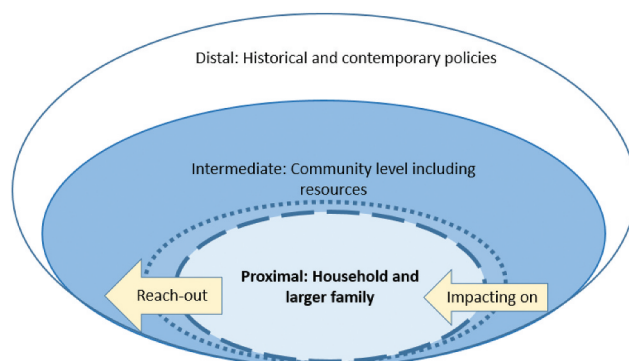 Distal: Historical and contemporary policies
Intermediate: Community level including
resources
Proximal: Household and
larger family
Reach-out
Impacting on